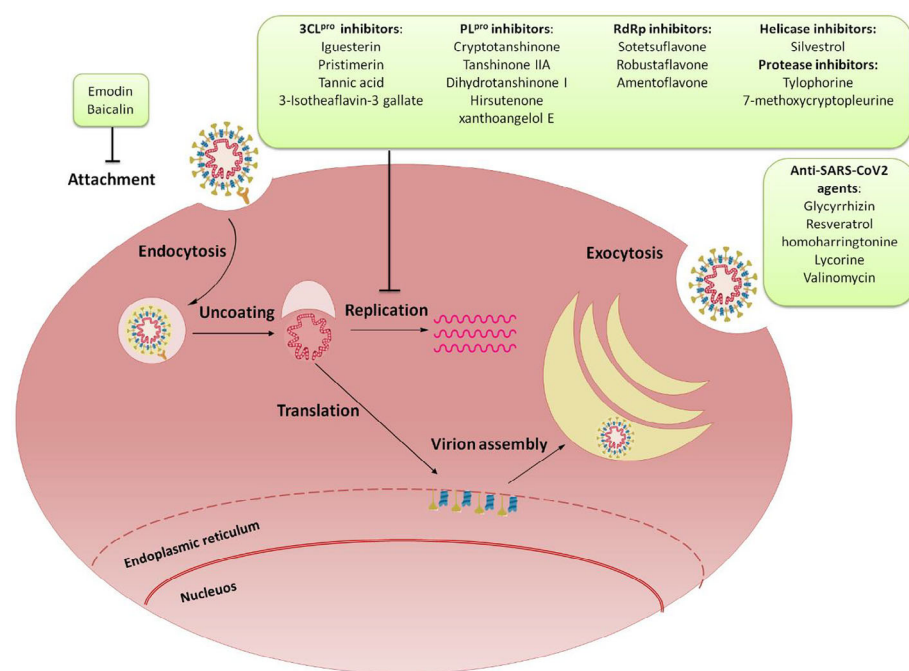 3CLpro inhibitors:
Iguesterin
Pristimerin
Tannic acid
3-Isotheaflavin-3 gallate
PLpro inhibitors:
Cryptotanshinone
Tanshinone IIA
Dihydrotanshinone I
Hirsutenone
xanthoangelol E
RdRp inhibitors:
Sotetsuflavone
Robustaflavone
Amentoflavone
Helicase inhibitors:
Silvestrol
Protease inhibitors:
Tylophorine
7-methoxycryptopleurine
Emodin
Baicalin
Attachment
Anti-SARS-CoV2
agents:
Glycyrrhizin
Resveratrol
homoharringtonine
Lycorine
Valinomycin
Endocytosis
Exocytosis
Uncoating
Replication
Translation
Virion assembly
Endoplasmic reticulum
Nucleuos